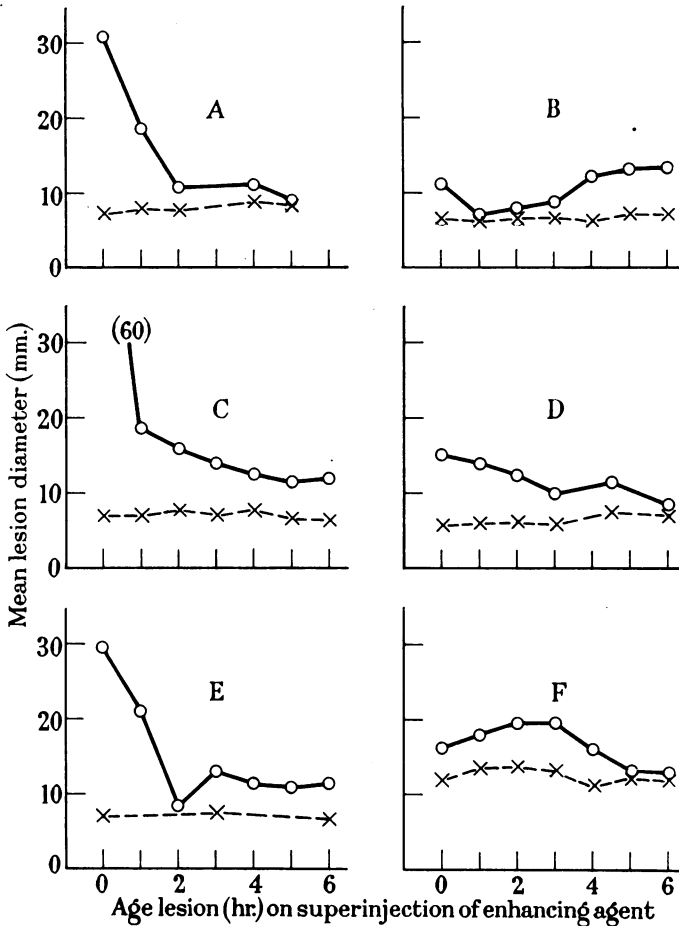 30
20
10
0
A
B
(60)
30
20
10
0
C
D
Mean lesion diameter (mm.)
30
20
10
0
E
F
0 2 4 6 0 2 4 6
Age lesion (hr.) on superinjection of enhancing agent